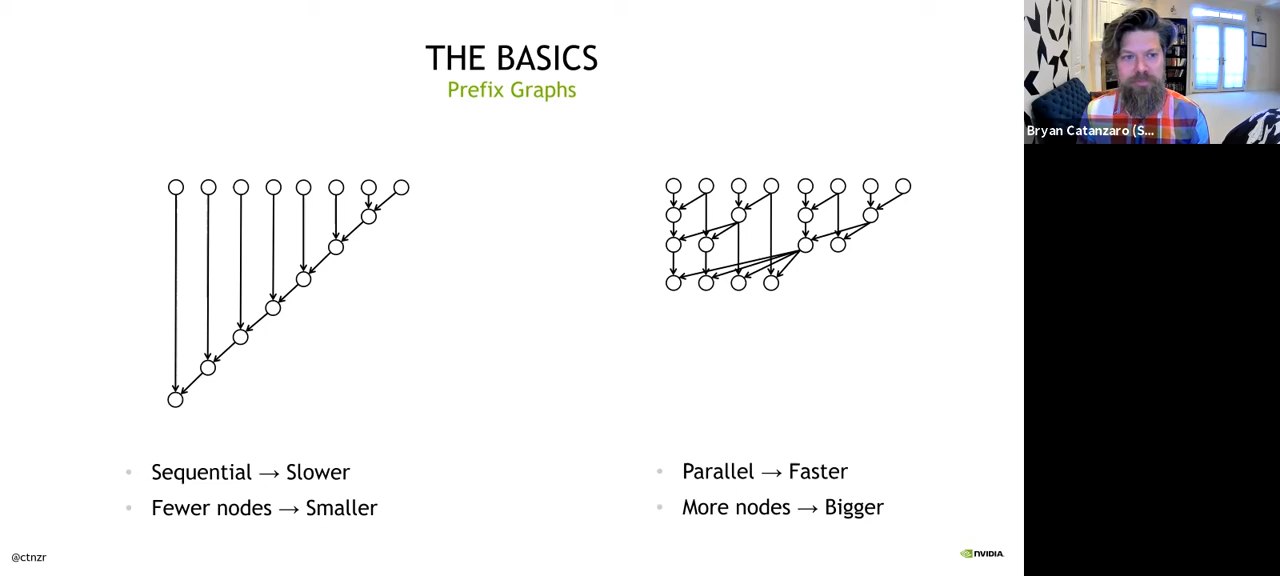 THE BASICS
Prefix Graphs
Bryan Catanzaro (S...
• Sequential → Slower
• Fewer nodes → Smaller
• Parallel → Faster
• More nodes → Bigger
@ctnzr
NVIDIA.